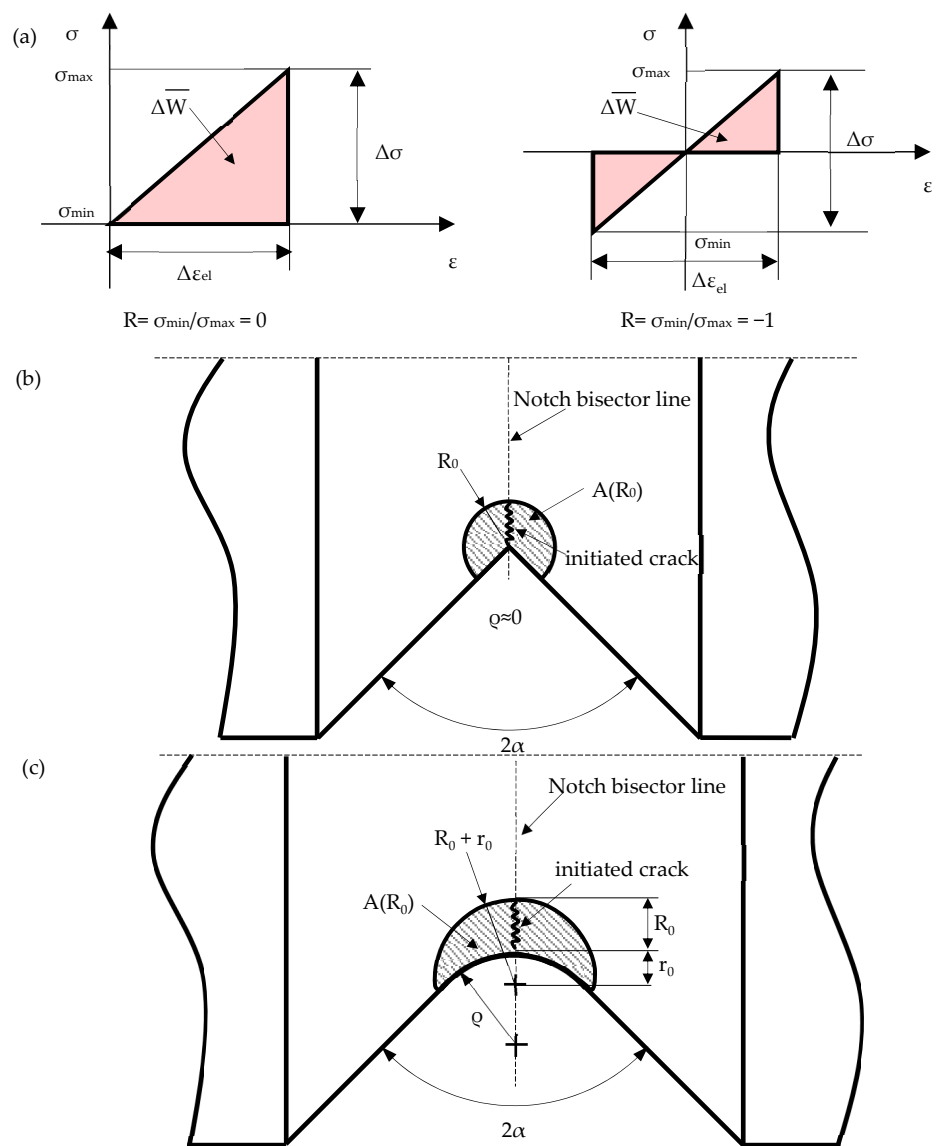 (a)
σ
σmax
ΔW̅
Δσ
σmin
Δεel
ε
R= σmin/σmax = 0
σ
σmax
ΔW̅
Δσ
ε
σmin
Δεel
R= σmin/σmax = −1
(b)
Notch bisector line
R0
A(R0)
initiated crack
ϱ≈0
2α
(c)
Notch bisector line
R0 + r0
initiated crack
A(R0)
R0
r0
ϱ
2α